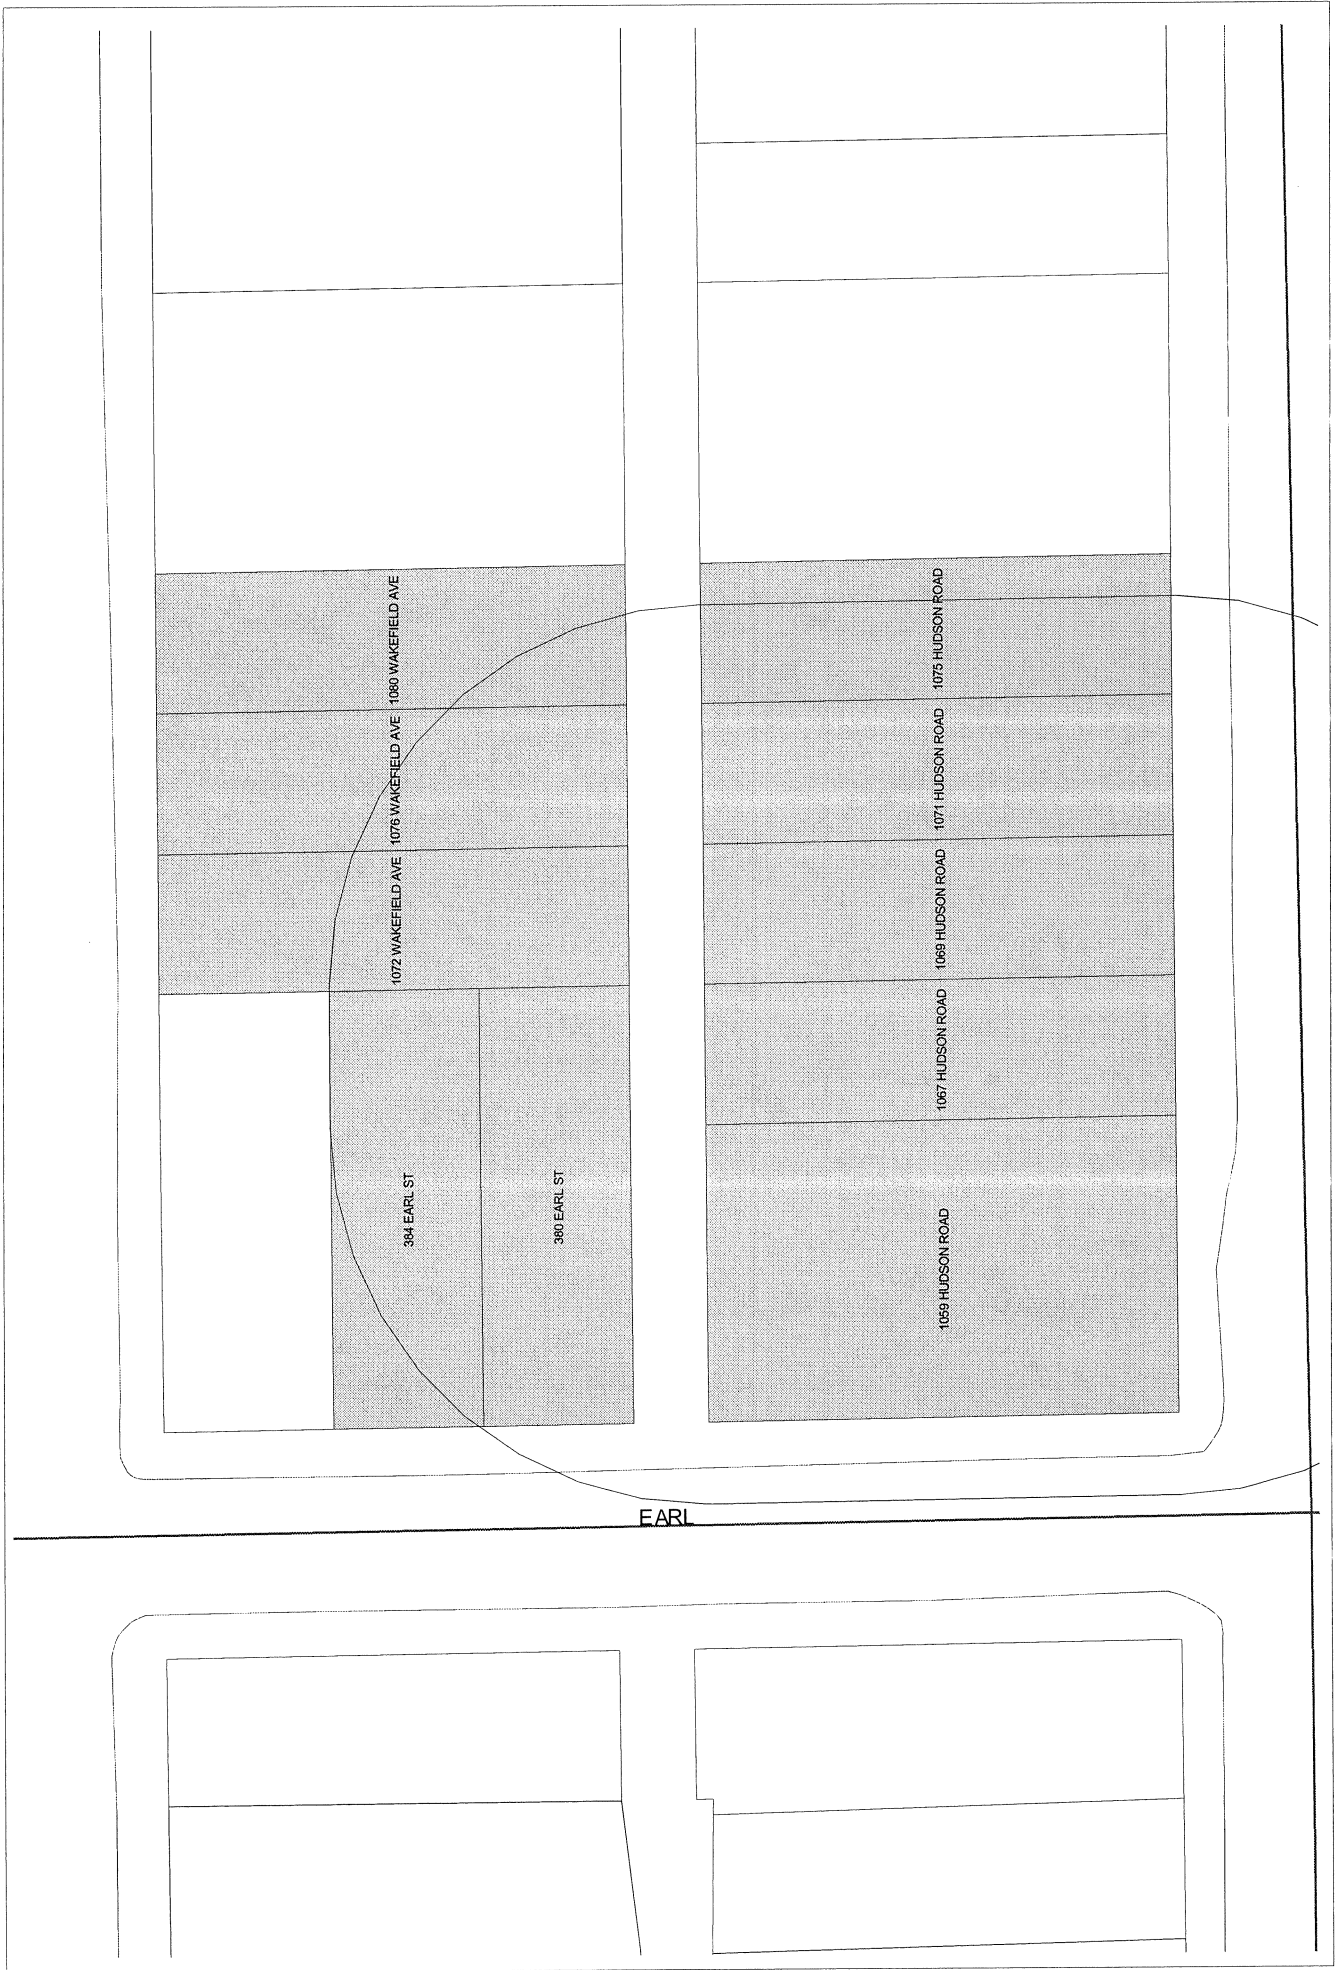 1080 WAKEFIELD AVE
1076 WAKEFIELD AVE
1072 WAKEFIELD AVE
384 EARL ST
380 EARL ST
1075 HUDSON ROAD
1071 HUDSON ROAD
1069 HUDSON ROAD
1067 HUDSON ROAD
1059 HUDSON ROAD
EARL